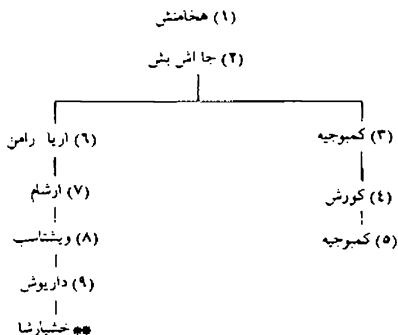 (١) هخامنش
(٢) جا اش بش
(٣) كمبوجيه
(٦) اريا رامن
(٤) كورش
(٧) ارشام
(٥) كمبوجيه
(٨) ويشتاسب
(٩) داريوش
** خشيارشا